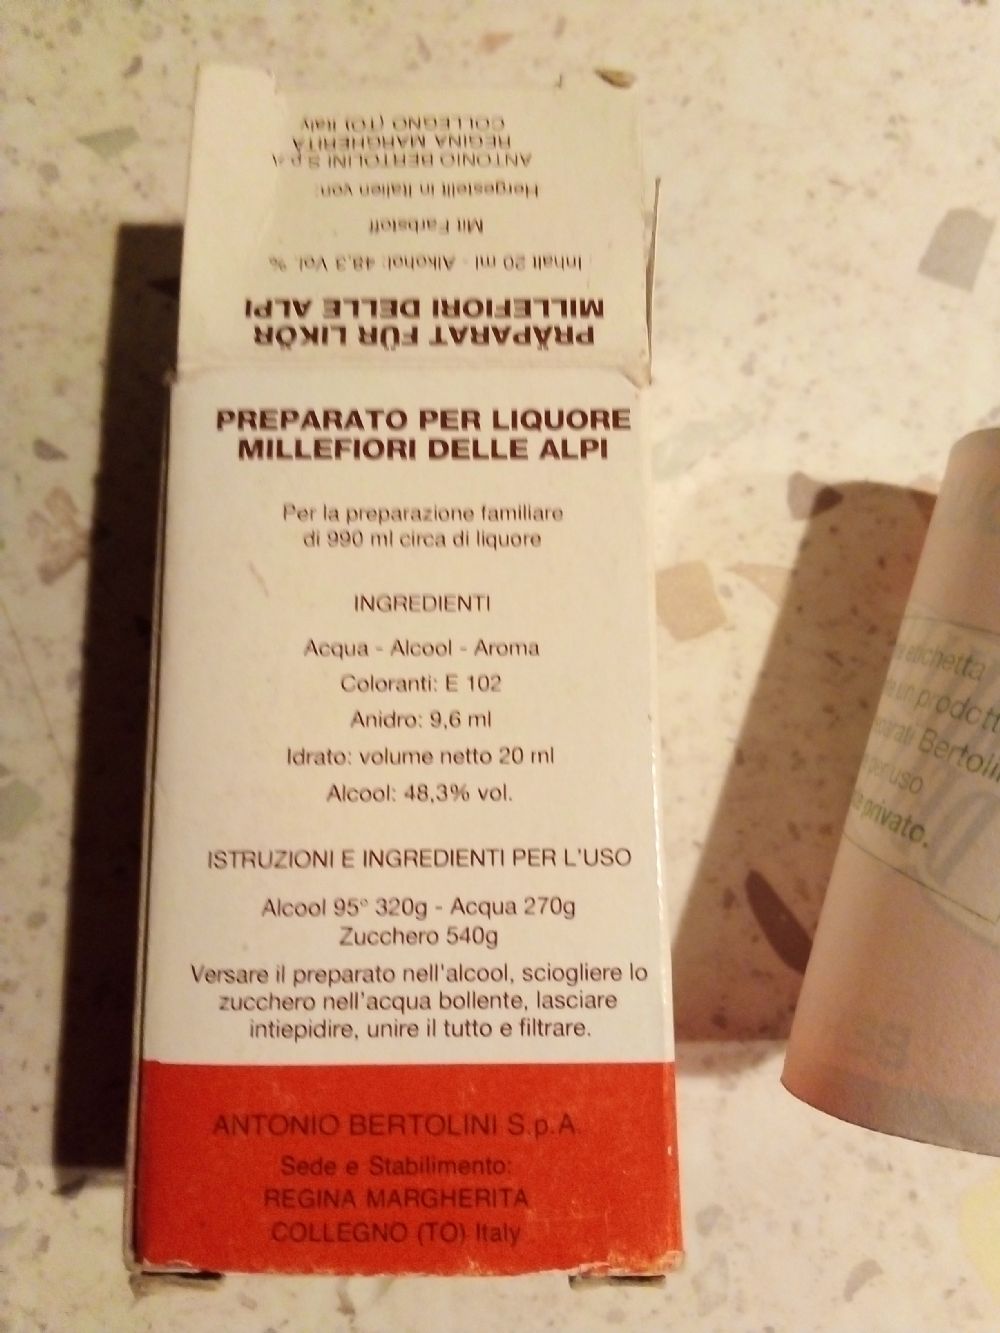 PRÄPARAT FÜR LIKÖR
MILLEFIORI DELLE ALPI
Inhalt 20 ml - Alkohol: 48,3 Vol. %
Mit Farbstoff
Hergestellt in Italien von:
ANTONIO BERTOLINI S.p.A
REGINA MARGHERITA
COLLEGNO (TO) Italy
PREPARATO PER LIQUORE
MILLEFIORI DELLE ALPI
Per la preparazione familiare
di 990 ml circa di liquore
INGREDIENTI
Acqua - Alcool - Aroma
Coloranti: E 102
Anidro: 9,6 ml
Idrato: volume netto 20 ml
Alcool: 48,3% vol.
ISTRUZIONI E INGREDIENTI PER L'USO
Alcool 95° 320g - Acqua 270g
Zucchero 540g
Versare il preparato nell'alcool, sciogliere lo
zucchero nell'acqua bollente, lasciare
intiepidire, unire il tutto e filtrare.
ANTONIO BERTOLINI S.p.A.
Sede e Stabilimento:
REGINA MARGHERITA
COLLEGNO (TO) Italy
etichetta
un prodott
Bertolin
per uso
privato.